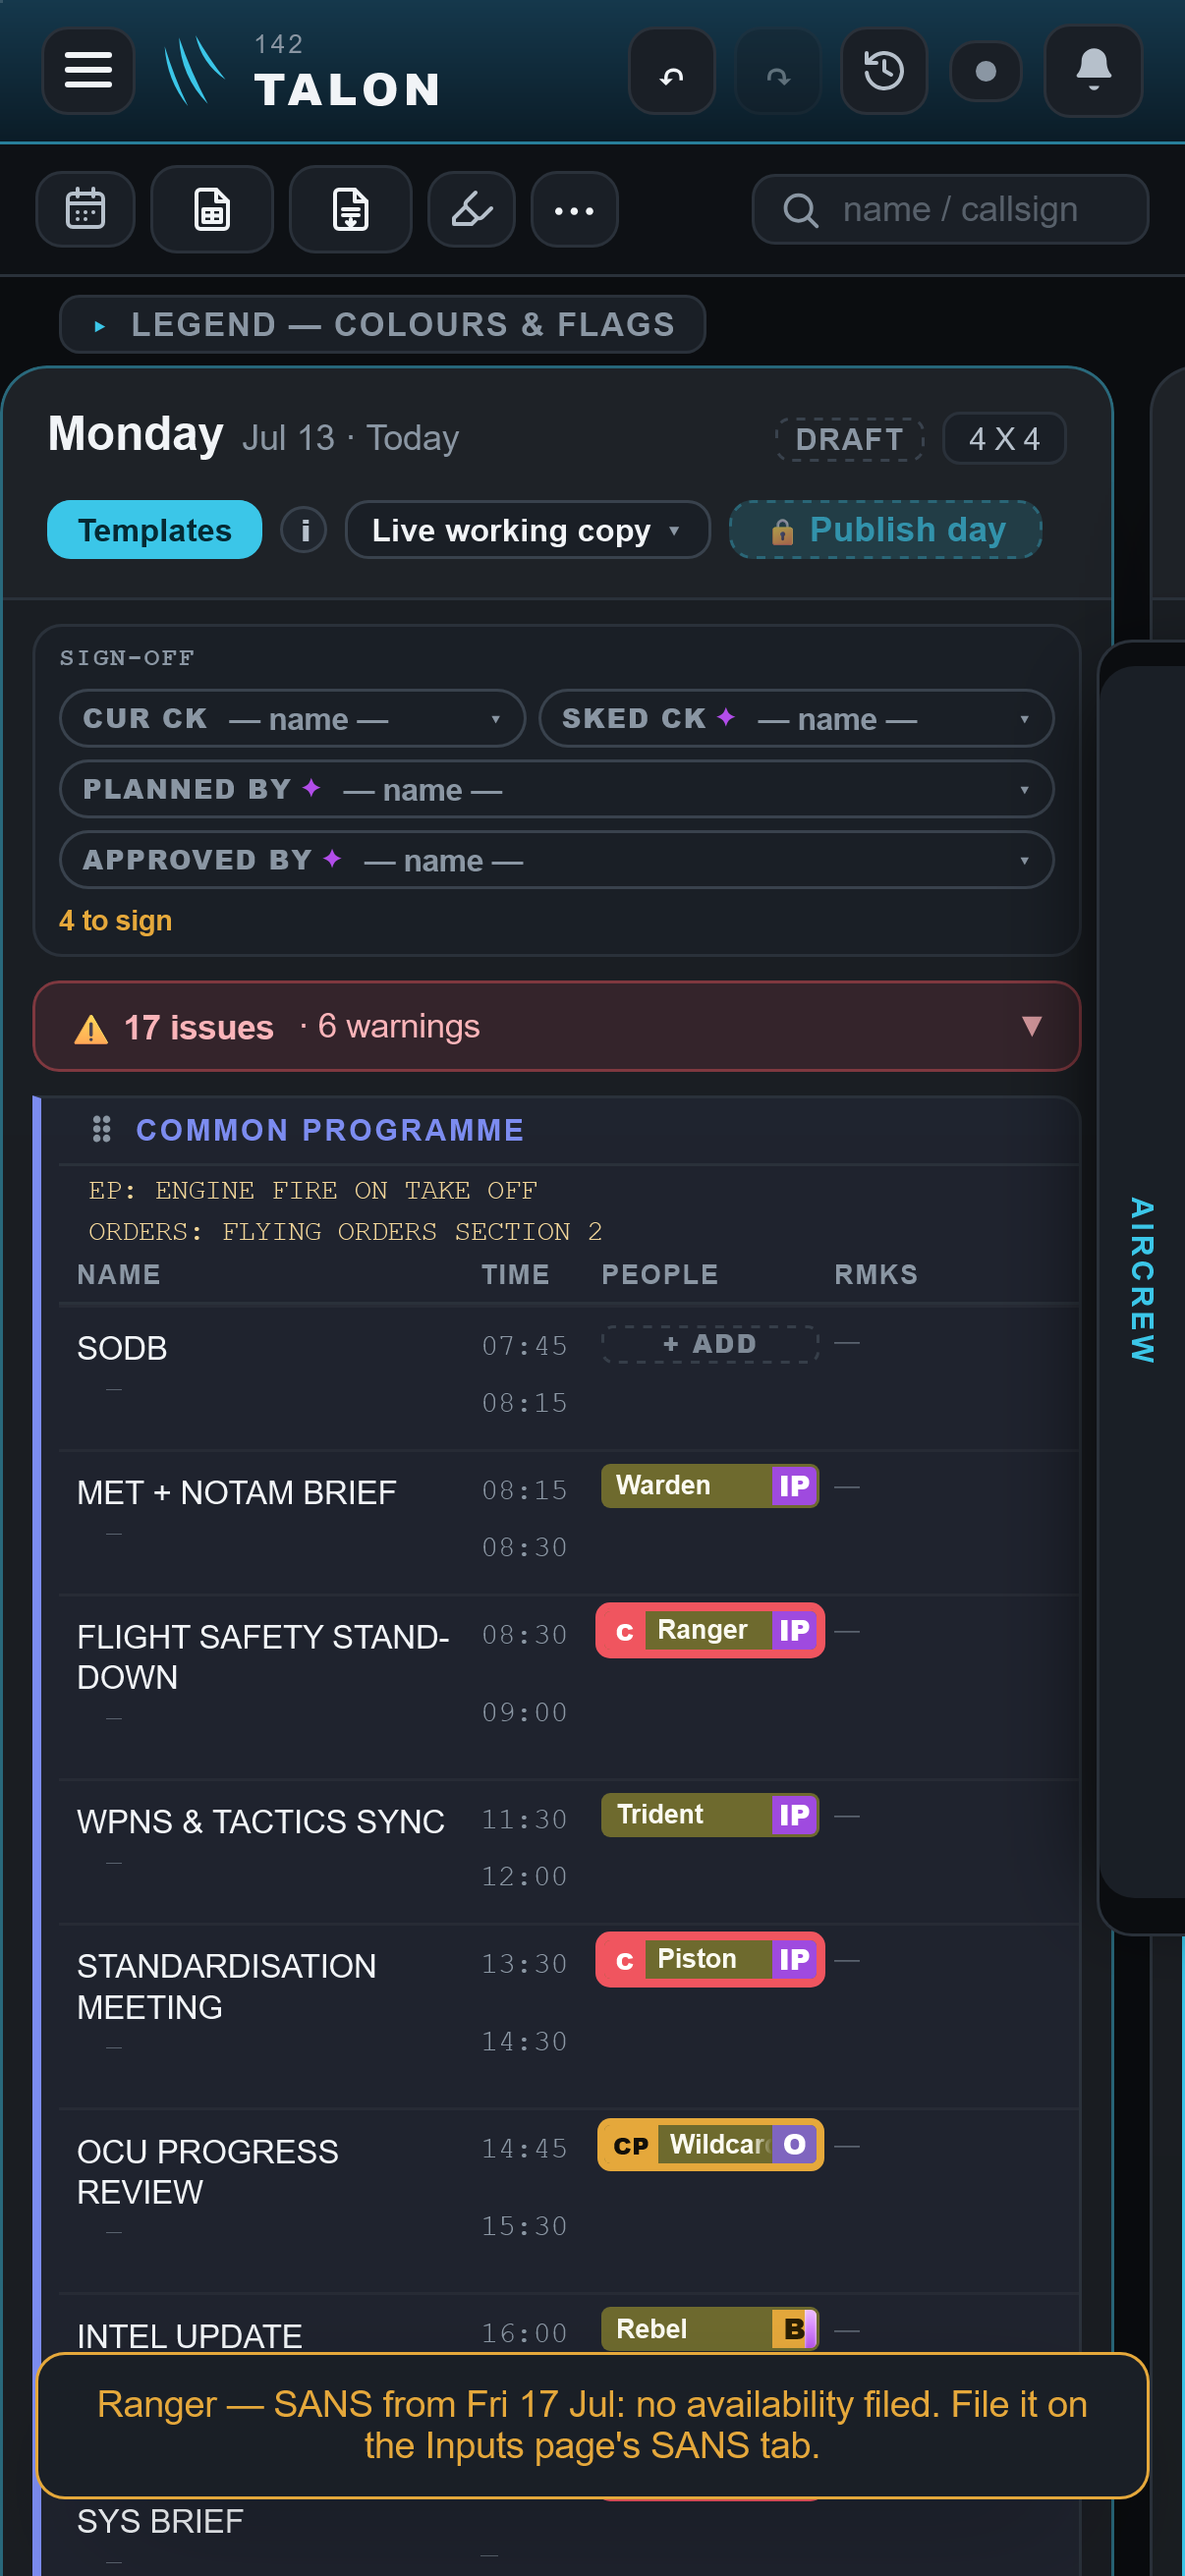 142
TALON
name / callsign
LEGEND — COLOURS & FLAGS
Monday Jul 13 · Today
DRAFT
4 X 4
Templates
i
Live working copy
Publish day
SIGN-OFF
CUR CK — name —
SKED CK — name —
PLANNED BY — name —
APPROVED BY — name —
4 to sign
17 issues · 6 warnings
COMMON PROGRAMME
EP: ENGINE FIRE ON TAKE OFF
ORDERS: FLYING ORDERS SECTION 2
NAME TIME PEOPLE RMKS
SODB 07:45 + ADD —
—
08:15
MET + NOTAM BRIEF 08:15 Warden IP —
—
08:30
FLIGHT SAFETY STAND- 08:30 C Ranger IP —
DOWN
—
09:00
WPNS & TACTICS SYNC 11:30 Trident IP —
—
12:00
STANDARDISATION 13:30 C Piston IP —
MEETING
—
14:30
OCU PROGRESS 14:45 CP Wildcar O —
REVIEW
—
15:30
INTEL UPDATE 16:00 Rebel B —
Ranger — SANS from Fri 17 Jul: no availability filed. File it on
the Inputs page's SANS tab.
SYS BRIEF
— —
AIRCREW